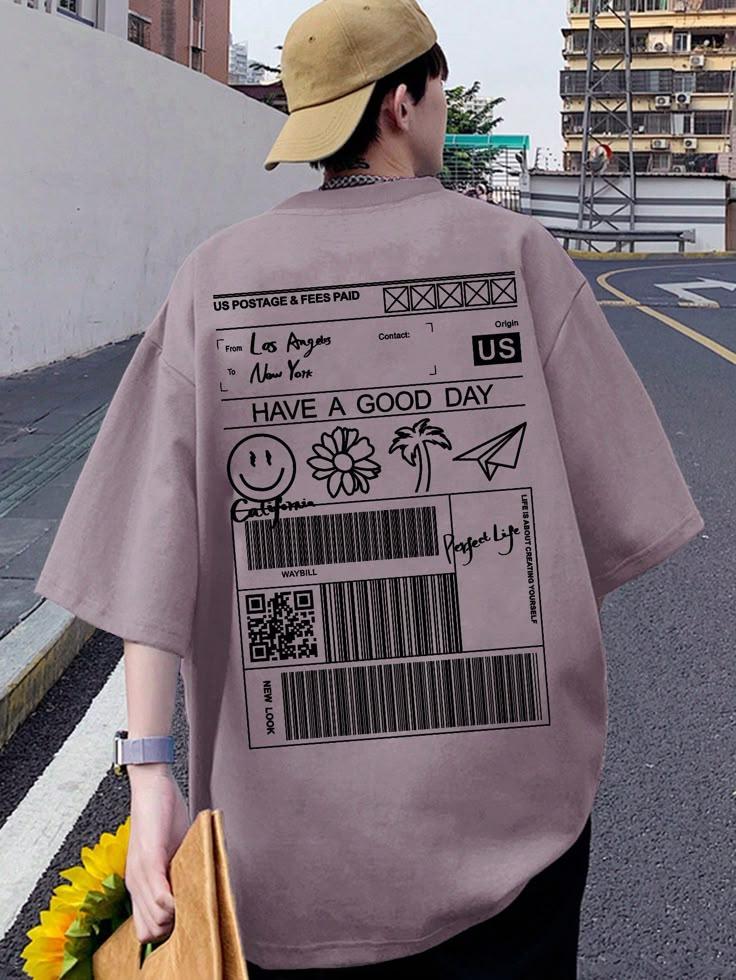 US POSTAGE & FEES PAID
Origin
From Los Angeles Contact:
US
To New York
HAVE A GOOD DAY
California
Perfect Life
LIFE IS ABOUT CREATING YOURSELF
WAYBILL
NEW LOOK